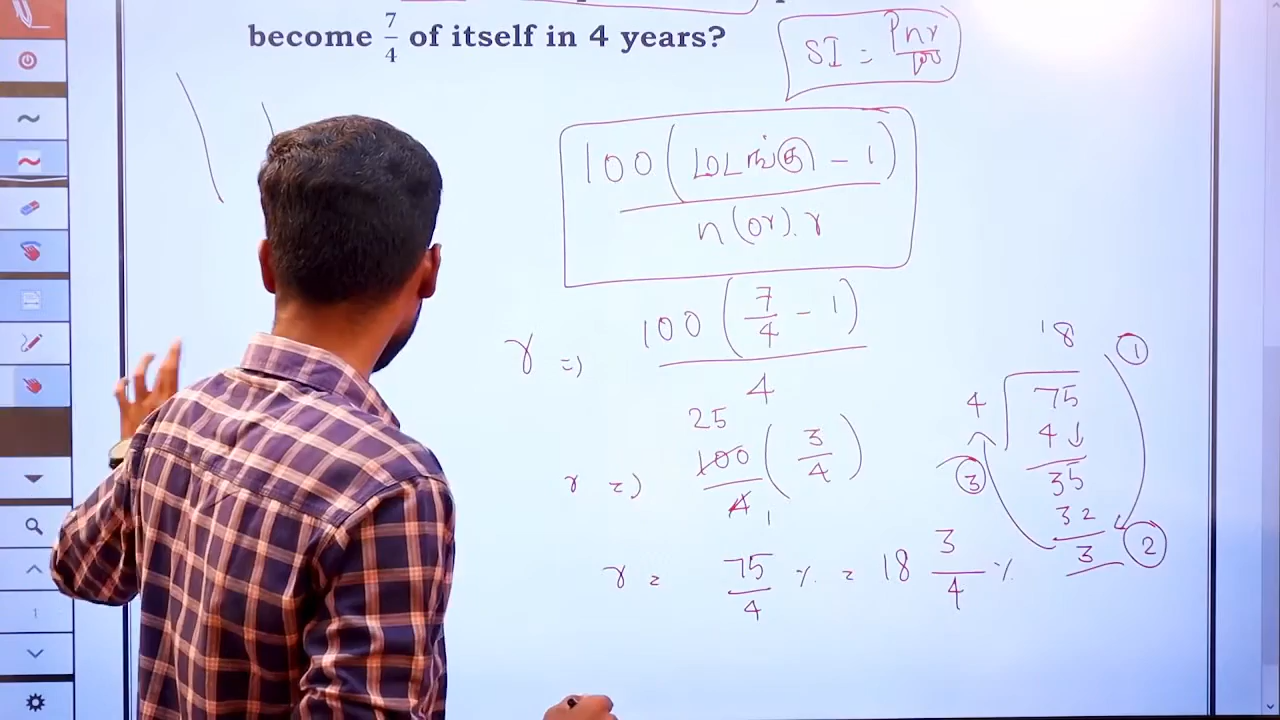 become 7/4 of itself in 4 years?
SI = Pnr/100
100 (மடங்கு - 1)
n (or) r
r => 100 (7/4 - 1)
4
25
r => 100/4 (3/4)
1
r = 75/4 % = 18 3/4 %
18
4 75
4↓
35
32
3
1
2
3